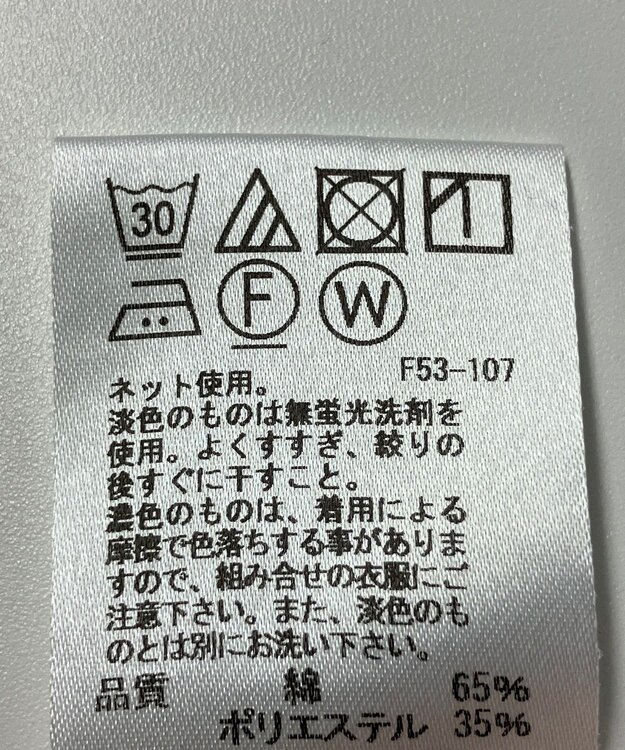 30
F W
F53-107
ネット使用。
淡色のものは無蛍光洗剤を
使用。よくすすぎ、絞りの
後すぐに干すこと。
濃色のものは、着用による
摩擦で色落ちする事がありま
すので、組み合せの衣服にご
注意下さい。また、淡色のも
のとは別にお洗い下さい。
品質 綿 65%
ポリエステル 35%